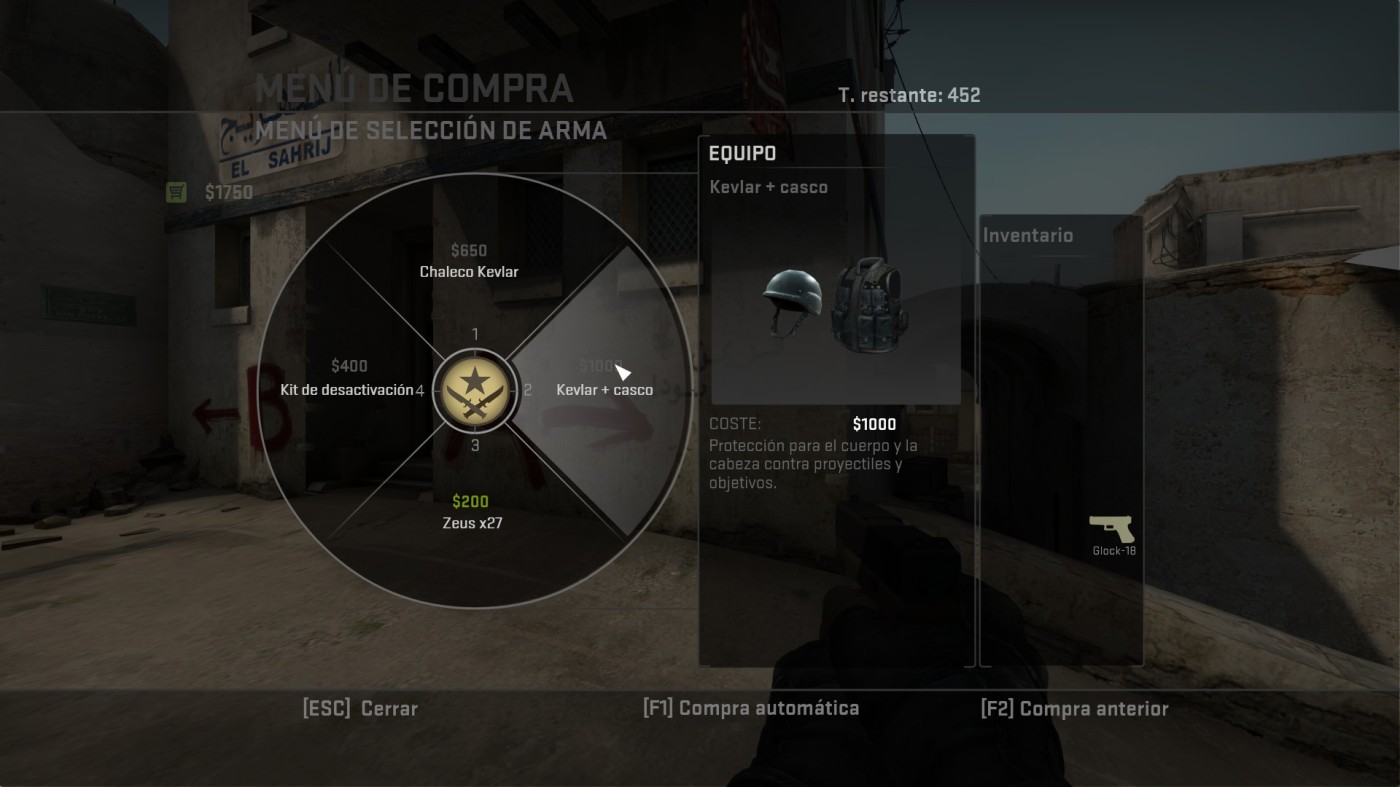 MENÚ DE COMPRA
T. restante: 452
MENÚ DE SELECCIÓN DE ARMA
EL SAHRIJ
$1750
EQUIPO
Kevlar + casco
Inventario
$650
Chaleco Kevlar
1
$400
Kit de desactivación 4
2
$1000
Kevlar + casco
3
$200
Zeus x27
B
COSTE: $1000
Protección para el cuerpo y la
cabeza contra proyectiles y
objetivos.
Glock-18
[ESC] Cerrar
[F1] Compra automática
[F2] Compra anterior